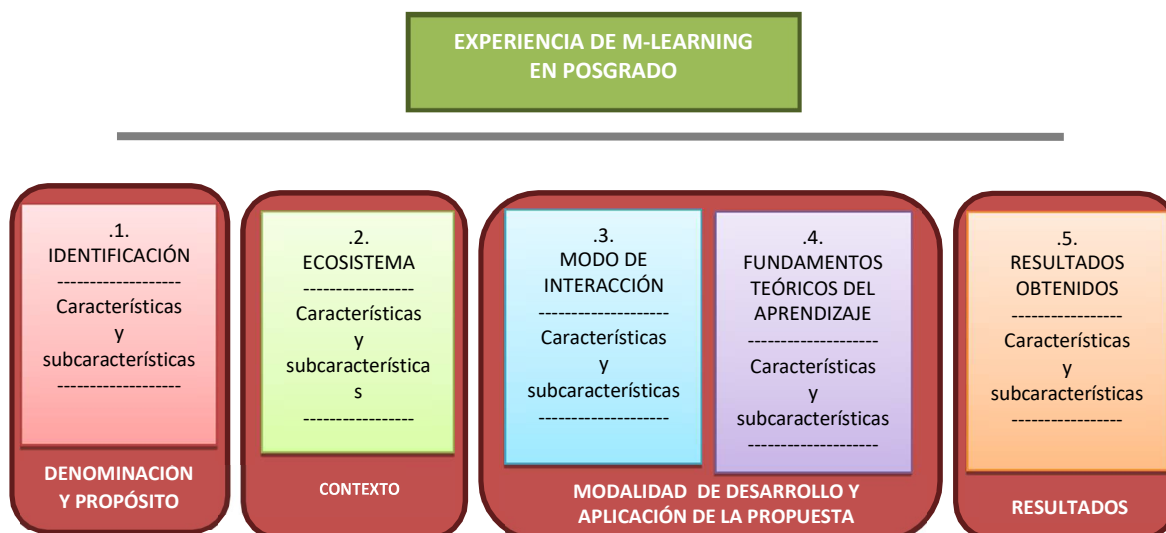 EXPERIENCIA DE M-LEARNING
EN POSGRADO
.1.
IDENTIFICACIÓN
-------------------
Características
y
subcaracterísticas
-------------------
DENOMINACION
Y PROPÓSITO
.2.
ECOSISTEMA
-----------------
Características
y
subcaracterística
s
-----------------
CONTEXTO
.3.
MODO DE
INTERACCIÓN
--------------------
Características
y
subcaracterísticas
--------------------
.4.
FUNDAMENTOS
TEÓRICOS DEL
APRENDIZAJE
--------------------
Características
y
subcaracterísticas
--------------------
MODALIDAD DE DESARROLLO Y
APLICACIÓN DE LA PROPUESTA
.5.
RESULTADOS
OBTENIDOS
-----------------
Características
y
subcaracterísticas
-----------------
RESULTADOS